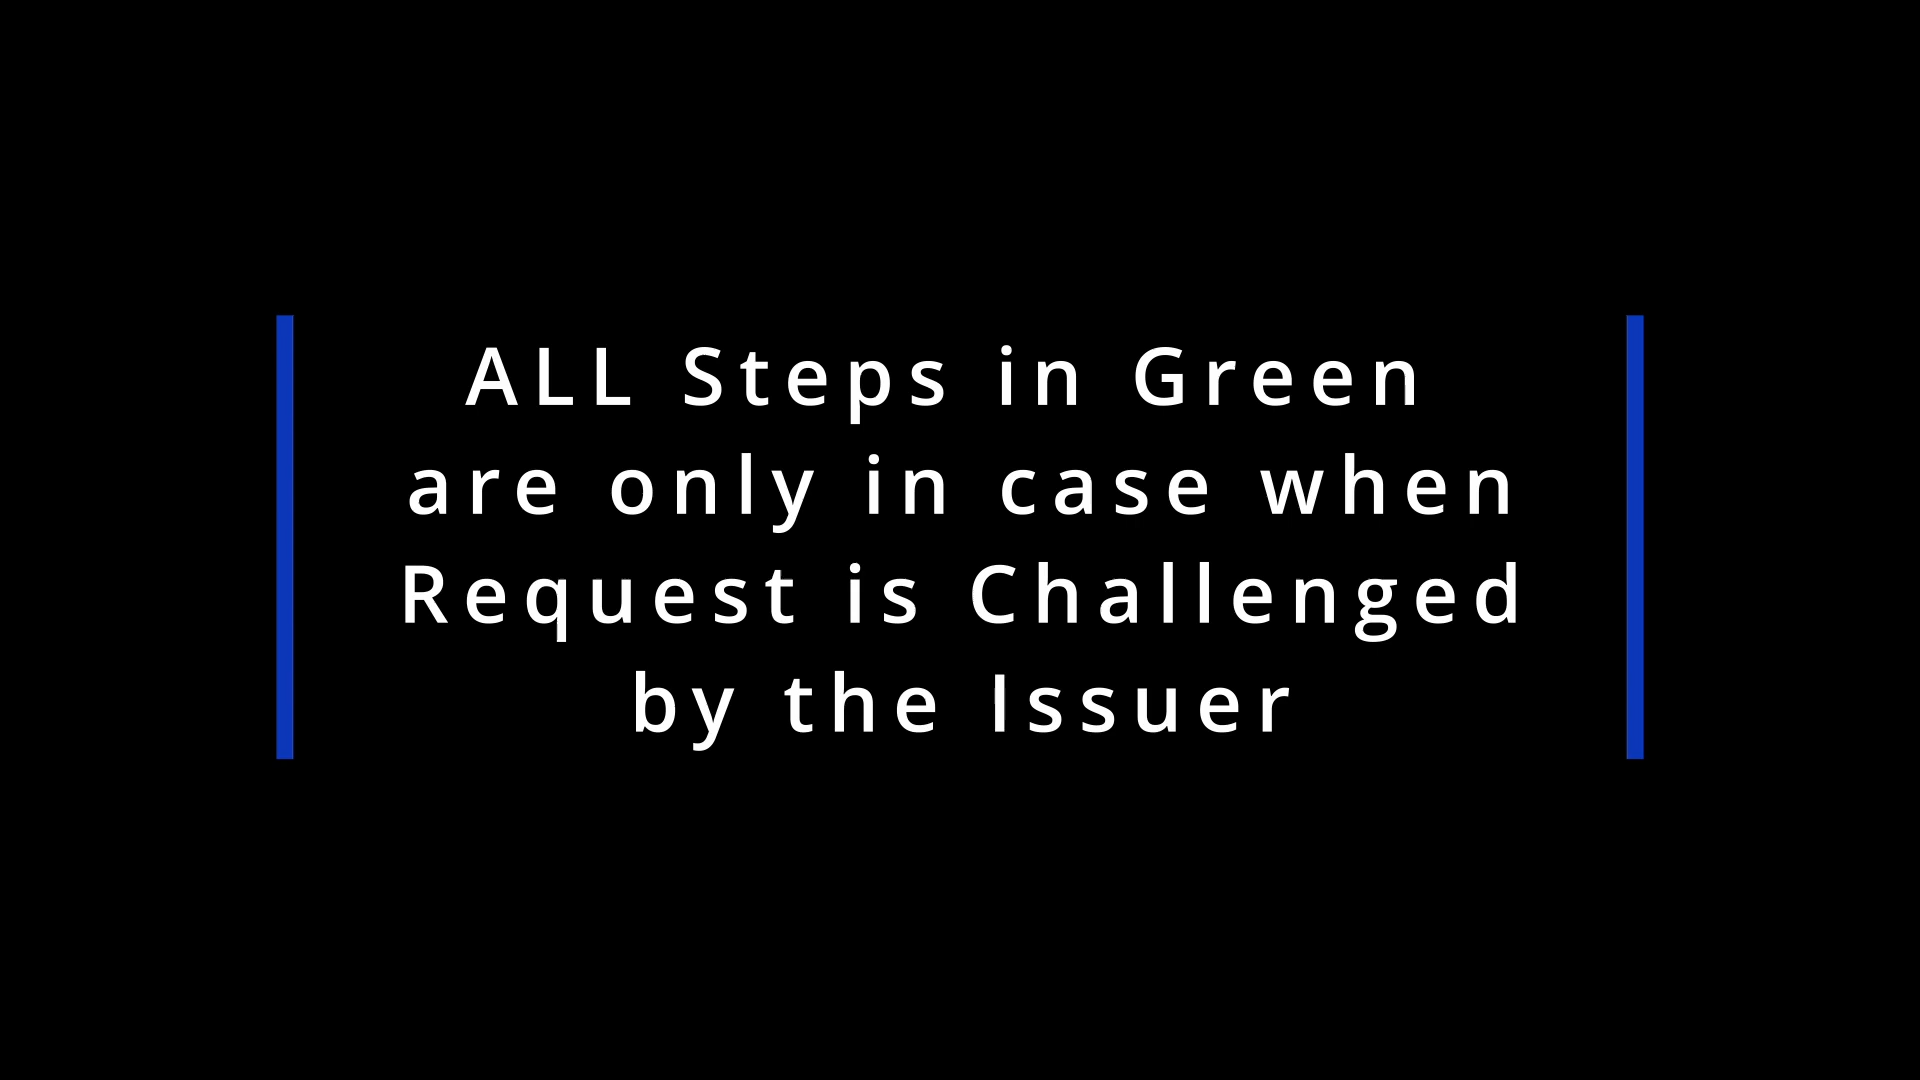 ALL Steps in Green
are only in case when
Request is Challenged
by the Issuer